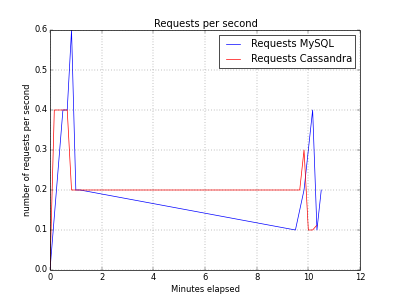 Requests per second
0.6
Requests MySQL
Requests Cassandra
0.5
0.4
0.3
0.2
0.1
0.0
number of requests per second
0 2 4 6 8 10 12
Minutes elapsed